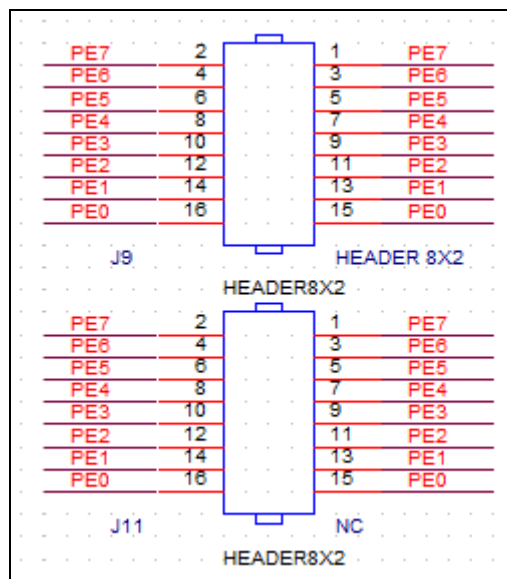 PE7 2 1 PE7
PE6 4 3 PE6
PE5 6 5 PE5
PE4 8 7 PE4
PE3 10 9 PE3
PE2 12 11 PE2
PE1 14 13 PE1
PE0 16 15 PE0
J9 HEADER 8X2
HEADER8X2
PE7 2 1 PE7
PE6 4 3 PE6
PE5 6 5 PE5
PE4 8 7 PE4
PE3 10 9 PE3
PE2 12 11 PE2
PE1 14 13 PE1
PE0 16 15 PE0
J11 NC
HEADER8X2